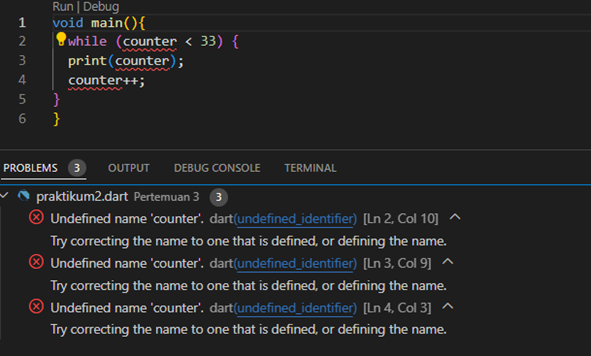 Run | Debug
1 void main(){
2 while (counter < 33) {
3 print(counter);
4 counter++;
5 }
6 }
PROBLEMS 3 OUTPUT DEBUG CONSOLE TERMINAL
praktikum2.dart Pertemuan 3 3
Undefined name 'counter'. dart(undefined_identifier) [Ln 2, Col 10]
Try correcting the name to one that is defined, or defining the name.
Undefined name 'counter'. dart(undefined_identifier) [Ln 3, Col 9]
Try correcting the name to one that is defined, or defining the name.
Undefined name 'counter'. dart(undefined_identifier) [Ln 4, Col 3]
Try correcting the name to one that is defined, or defining the name.